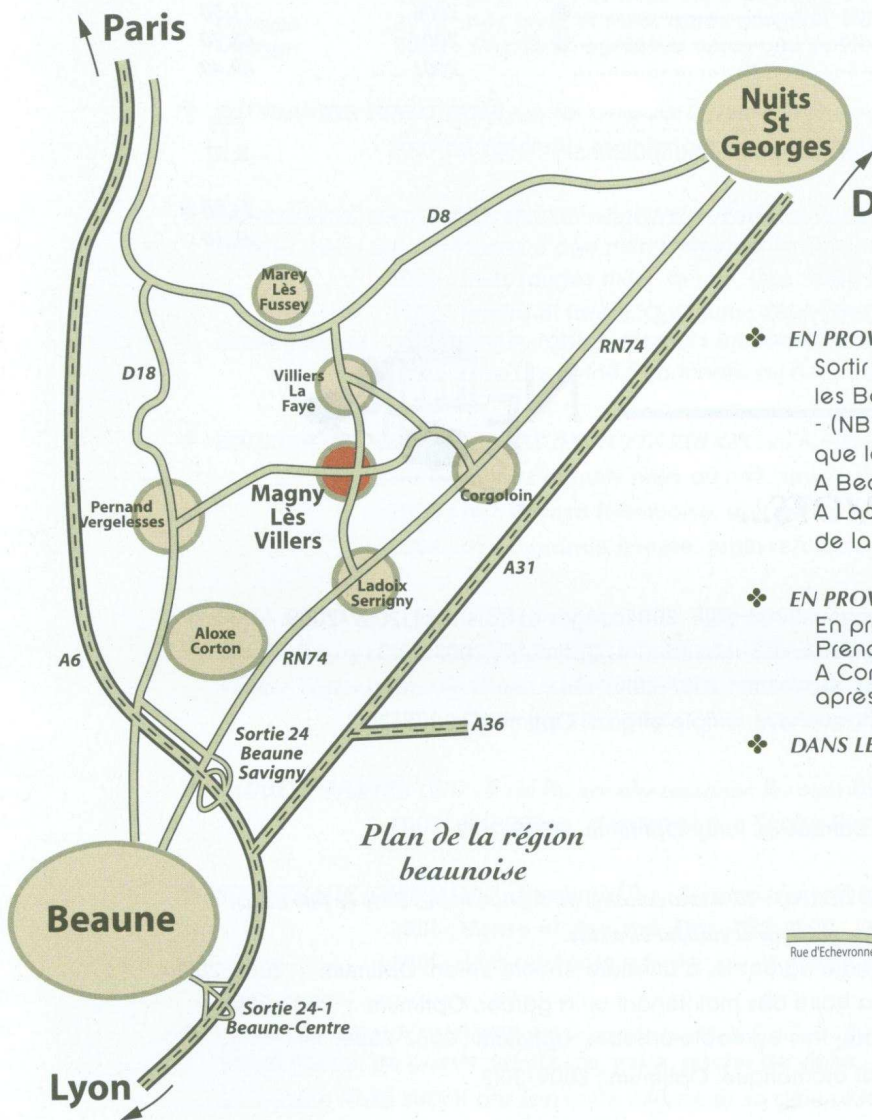 Paris
Nuits
St
Georges
D
D8
Marey
Lès
Fussey
RN74
D18
Villiers
La
Faye
Magny
Lès
Villers
Corgoloin
Pernand
Vergelesses
A31
Ladoix
Serrigny
Aloxe
Corton
RN74
A6
Sortie 24
Beaune
Savigny
A36
Plan de la région
beaunoise
Beaune
Sortie 24-1
Beaune-Centre
Lyon
❖ EN PROV
Sortir
les Be
- (NB
que l
A Bea
A Lad
de la
❖ EN PROV
En pr
Prend
A Cor
après
❖ DANS LE
Rue d'Echevronne